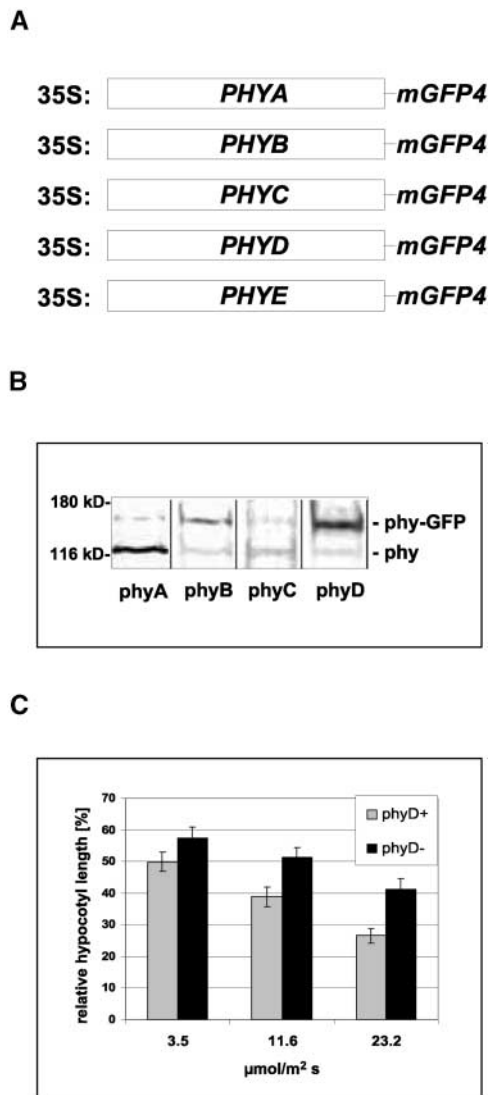 A
35S: PHYA mGFP4
35S: PHYB mGFP4
35S: PHYC mGFP4
35S: PHYD mGFP4
35S: PHYE mGFP4
B
180 kD-
- phy-GFP
116 kD-
- phy
phyA phyB phyC phyD
C
relative hypocotyl length [%]
70
60
50
40
30
20
10
0
phyD+
phyD-
3.5 11.6 23.2
µmol/m² s